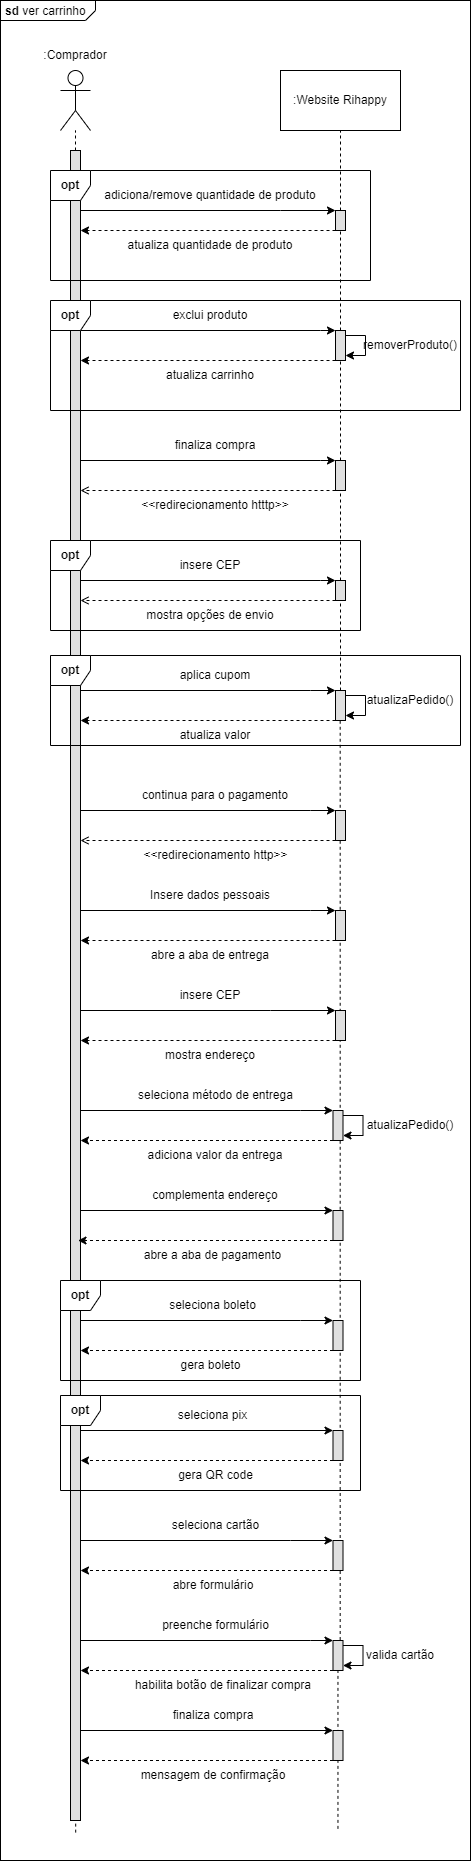 sd ver carrinho
:Comprador
:Website Rihappy
opt
adiciona/remove quantidade de produto
atualiza quantidade de produto
opt
exclui produto
removerProduto()
atualiza carrinho
finaliza compra
<<redirecionamento htttp>>
opt
insere CEP
mostra opções de envio
opt
aplica cupom
atualizaPedido()
atualiza valor
continua para o pagamento
<<redirecionamento http>>
Insere dados pessoais
abre a aba de entrega
insere CEP
mostra endereço
seleciona método de entrega
atualizaPedido()
adiciona valor da entrega
complementa endereço
abre a aba de pagamento
opt
seleciona boleto
gera boleto
opt
seleciona pix
gera QR code
seleciona cartão
abre formulário
preenche formulário
valida cartão
habilita botão de finalizar compra
finaliza compra
mensagem de confirmação